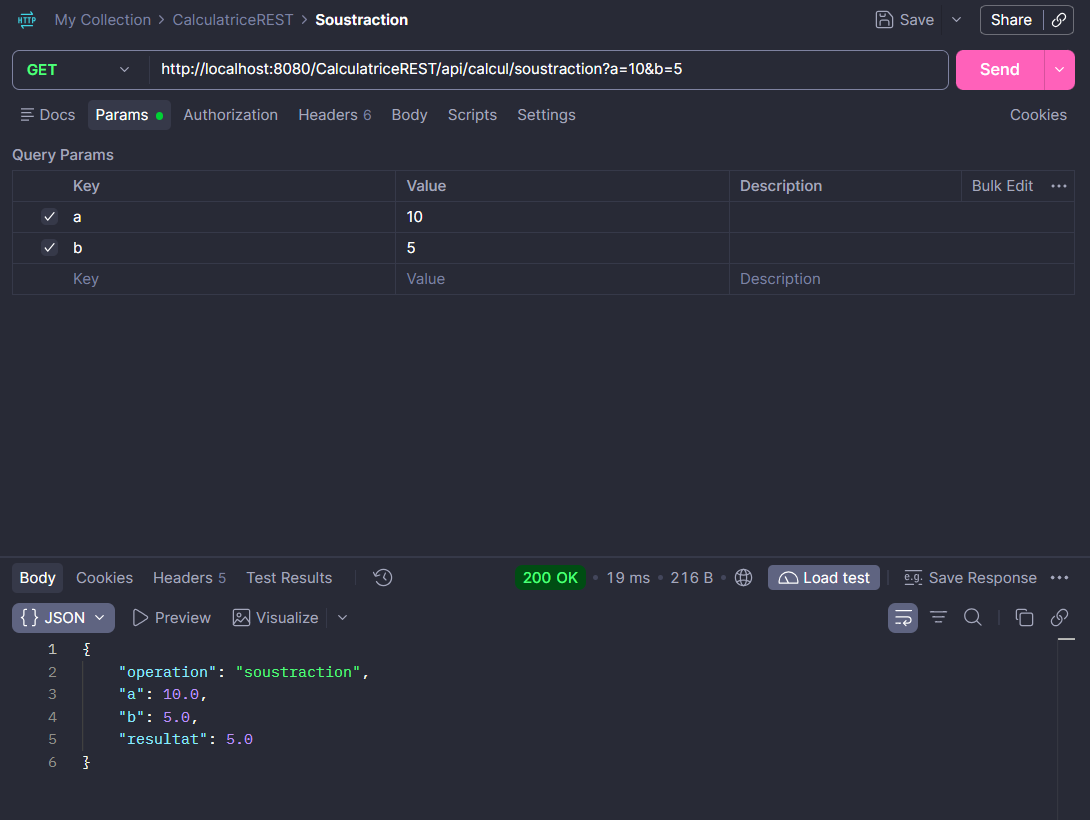 HTTP My Collection > CalculatriceREST > Soustraction Save Share
GET http://localhost:8080/CalculatriceREST/api/calcul/soustraction?a=10&b=5 Send
Docs Params Authorization Headers 6 Body Scripts Settings Cookies
Query Params
Key Value Description Bulk Edit
a 10
b 5
Key Value Description
Body Cookies Headers 5 Test Results 200 OK • 19 ms • 216 B • Load test e.g. Save Response
{} JSON Preview Visualize
1 {
2 "operation": "soustraction",
3 "a": 10.0,
4 "b": 5.0,
5 "resultat": 5.0
6 }